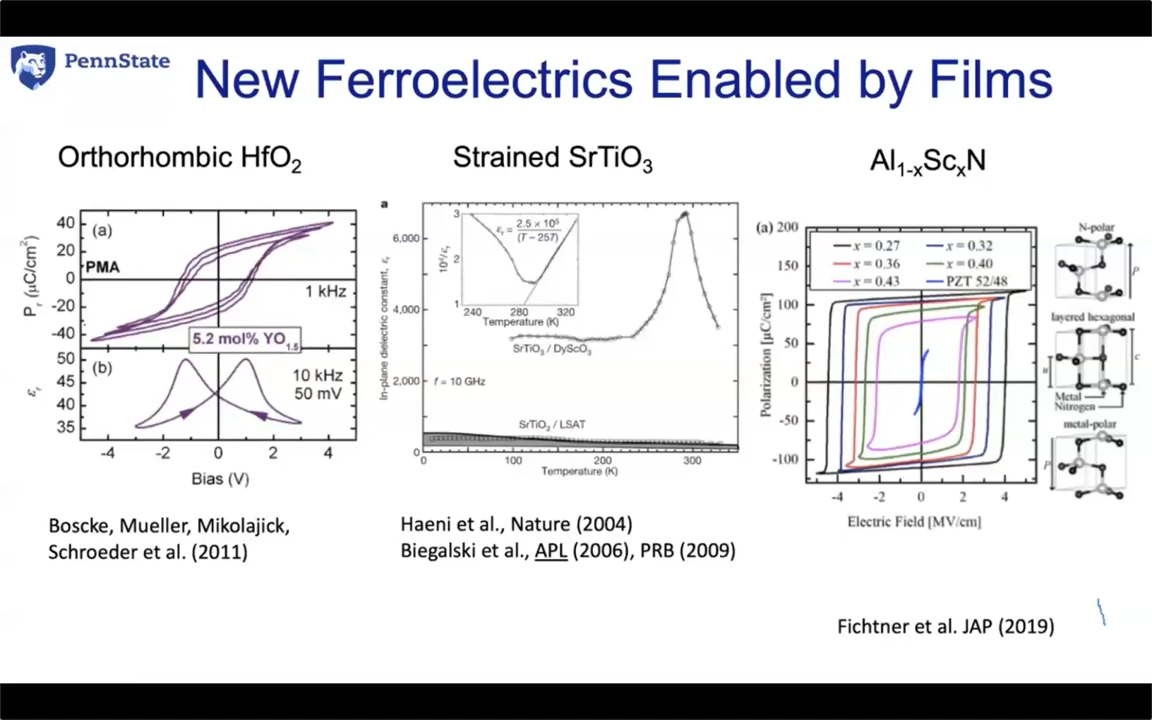 PennState
New Ferroelectrics Enabled by Films
Orthorhombic HfO2
Strained SrTiO3
Al1-xScxN
(a)
PMA
1 kHz
5.2 mol% YO1.5
(b)
10 kHz
50 mV
40
20
0
-20
-40
Pr (µC/cm2)
50
45
40
35
εr
-4 -2 0 2 4
Bias (V)
a
3
2
1
10⁴/εr
εr = 2.5 × 10⁵ / (T – 257)
240 280 320
Temperature (K)
SrTiO3 / DyScO3
f = 10 GHz
SrTiO3 / LSAT
6,000
4,000
2,000
0
In-plane dielectric constant, εr
0 100 200 300
Temperature (K)
(a)
200
150
100
50
0
-50
-100
Polarization [µC/cm²]
x = 0.27
x = 0.32
x = 0.36
x = 0.40
x = 0.43
PZT 52/48
-4 -2 0 2 4
Electric Field [MV/cm]
N-polar
P
layered hexagonal
u
c
Metal
Nitrogen
metal-polar
P
Boscke, Mueller, Mikolajick,
Schroeder et al. (2011)
Haeni et al., Nature (2004)
Biegalski et al., APL (2006), PRB (2009)
Fichtner et al. JAP (2019)